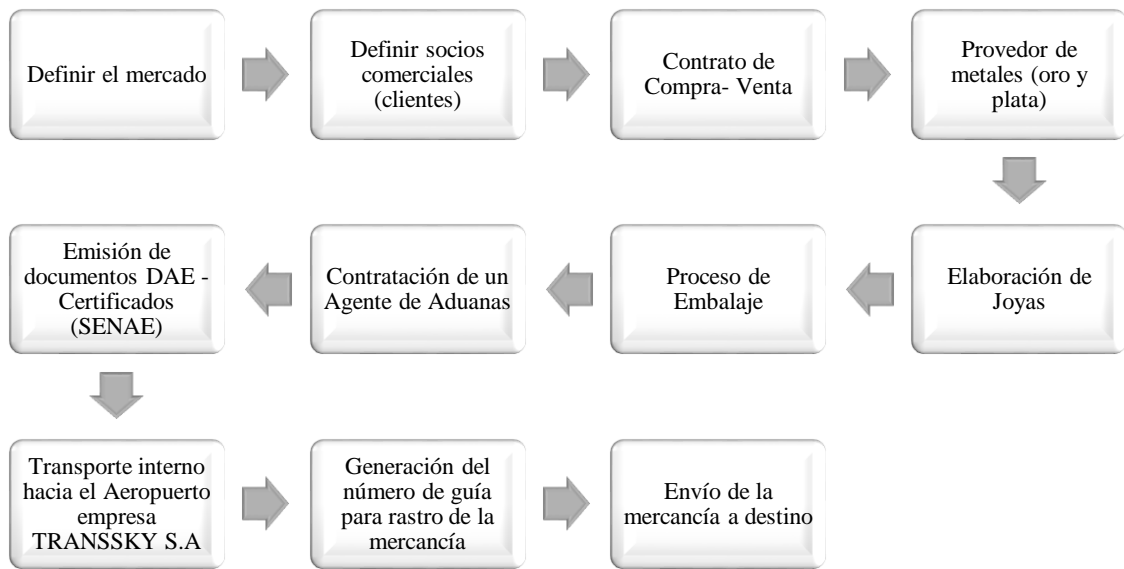 Definir el mercado
Definir socios
comerciales
(clientes)
Contrato de
Compra- Venta
Provedor de
metales (oro y
plata)
Elaboración de
Joyas
Proceso de
Embalaje
Contratación de un
Agente de Aduanas
Emisión de
documentos DAE -
Certificados
(SENAE)
Transporte interno
hacia el Aeropuerto
empresa
TRANSSKY S.A
Generación del
número de guía
para rastro de la
mercancía
Envío de la
mercancía a destino